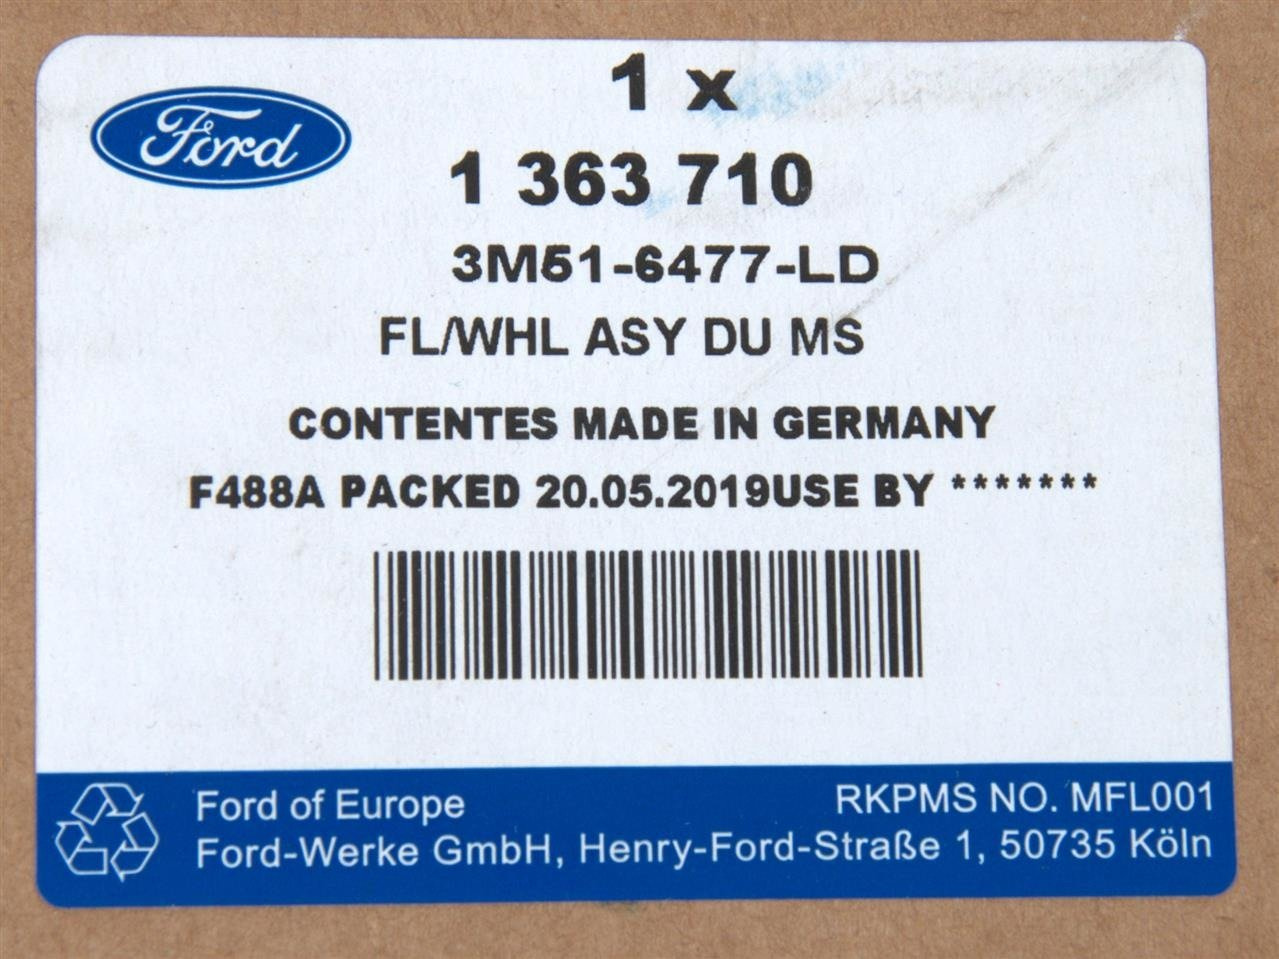 1 x
Ford
1 363 710
3M51-6477-LD
FL/WHL ASY DU MS
CONTENTES MADE IN GERMANY
F488A PACKED 20.05.2019USE BY *******
Ford of Europe
RKPMS NO. MFL001
Ford-Werke GmbH, Henry-Ford-Straße 1, 50735 Köln